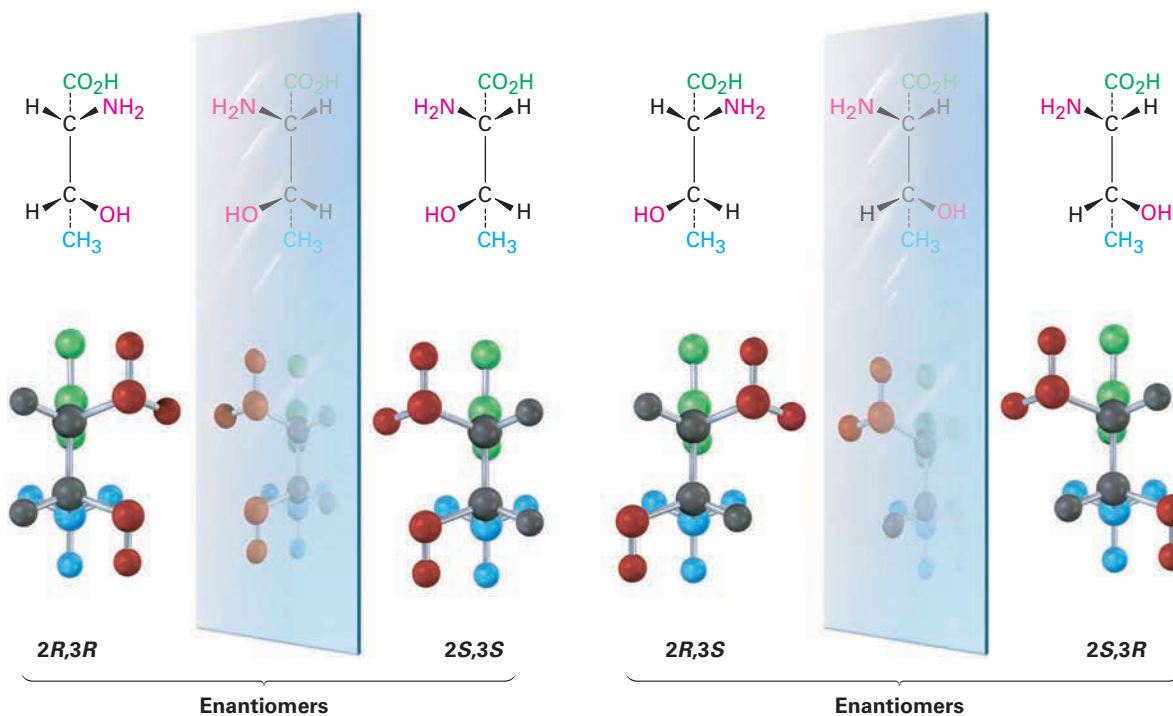 CO2H CO2H CO2H CO2H CO2H CO2H
H NH2 H2N H H2N H H NH2 H2N H H2N H
C C C C C C
C C C C C C
H OH HO H HO H HO H H OH H OH
CH3 CH3 CH3 CH3 CH3 CH3
2R,3R 2S,3S 2R,3S 2S,3R
Enantiomers Enantiomers